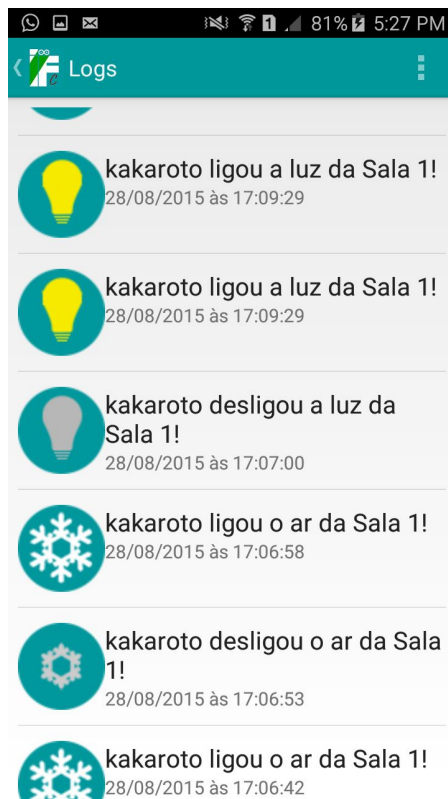 1 81% 5:27 PM
Logs
kakaroto ligou a luz da Sala 1!
28/08/2015 às 17:09:29
kakaroto ligou a luz da Sala 1!
28/08/2015 às 17:09:29
kakaroto desligou a luz da
Sala 1!
28/08/2015 às 17:07:00
kakaroto ligou o ar da Sala 1!
28/08/2015 às 17:06:58
kakaroto desligou o ar da Sala
1!
28/08/2015 às 17:06:53
kakaroto ligou o ar da Sala 1!
28/08/2015 às 17:06:42